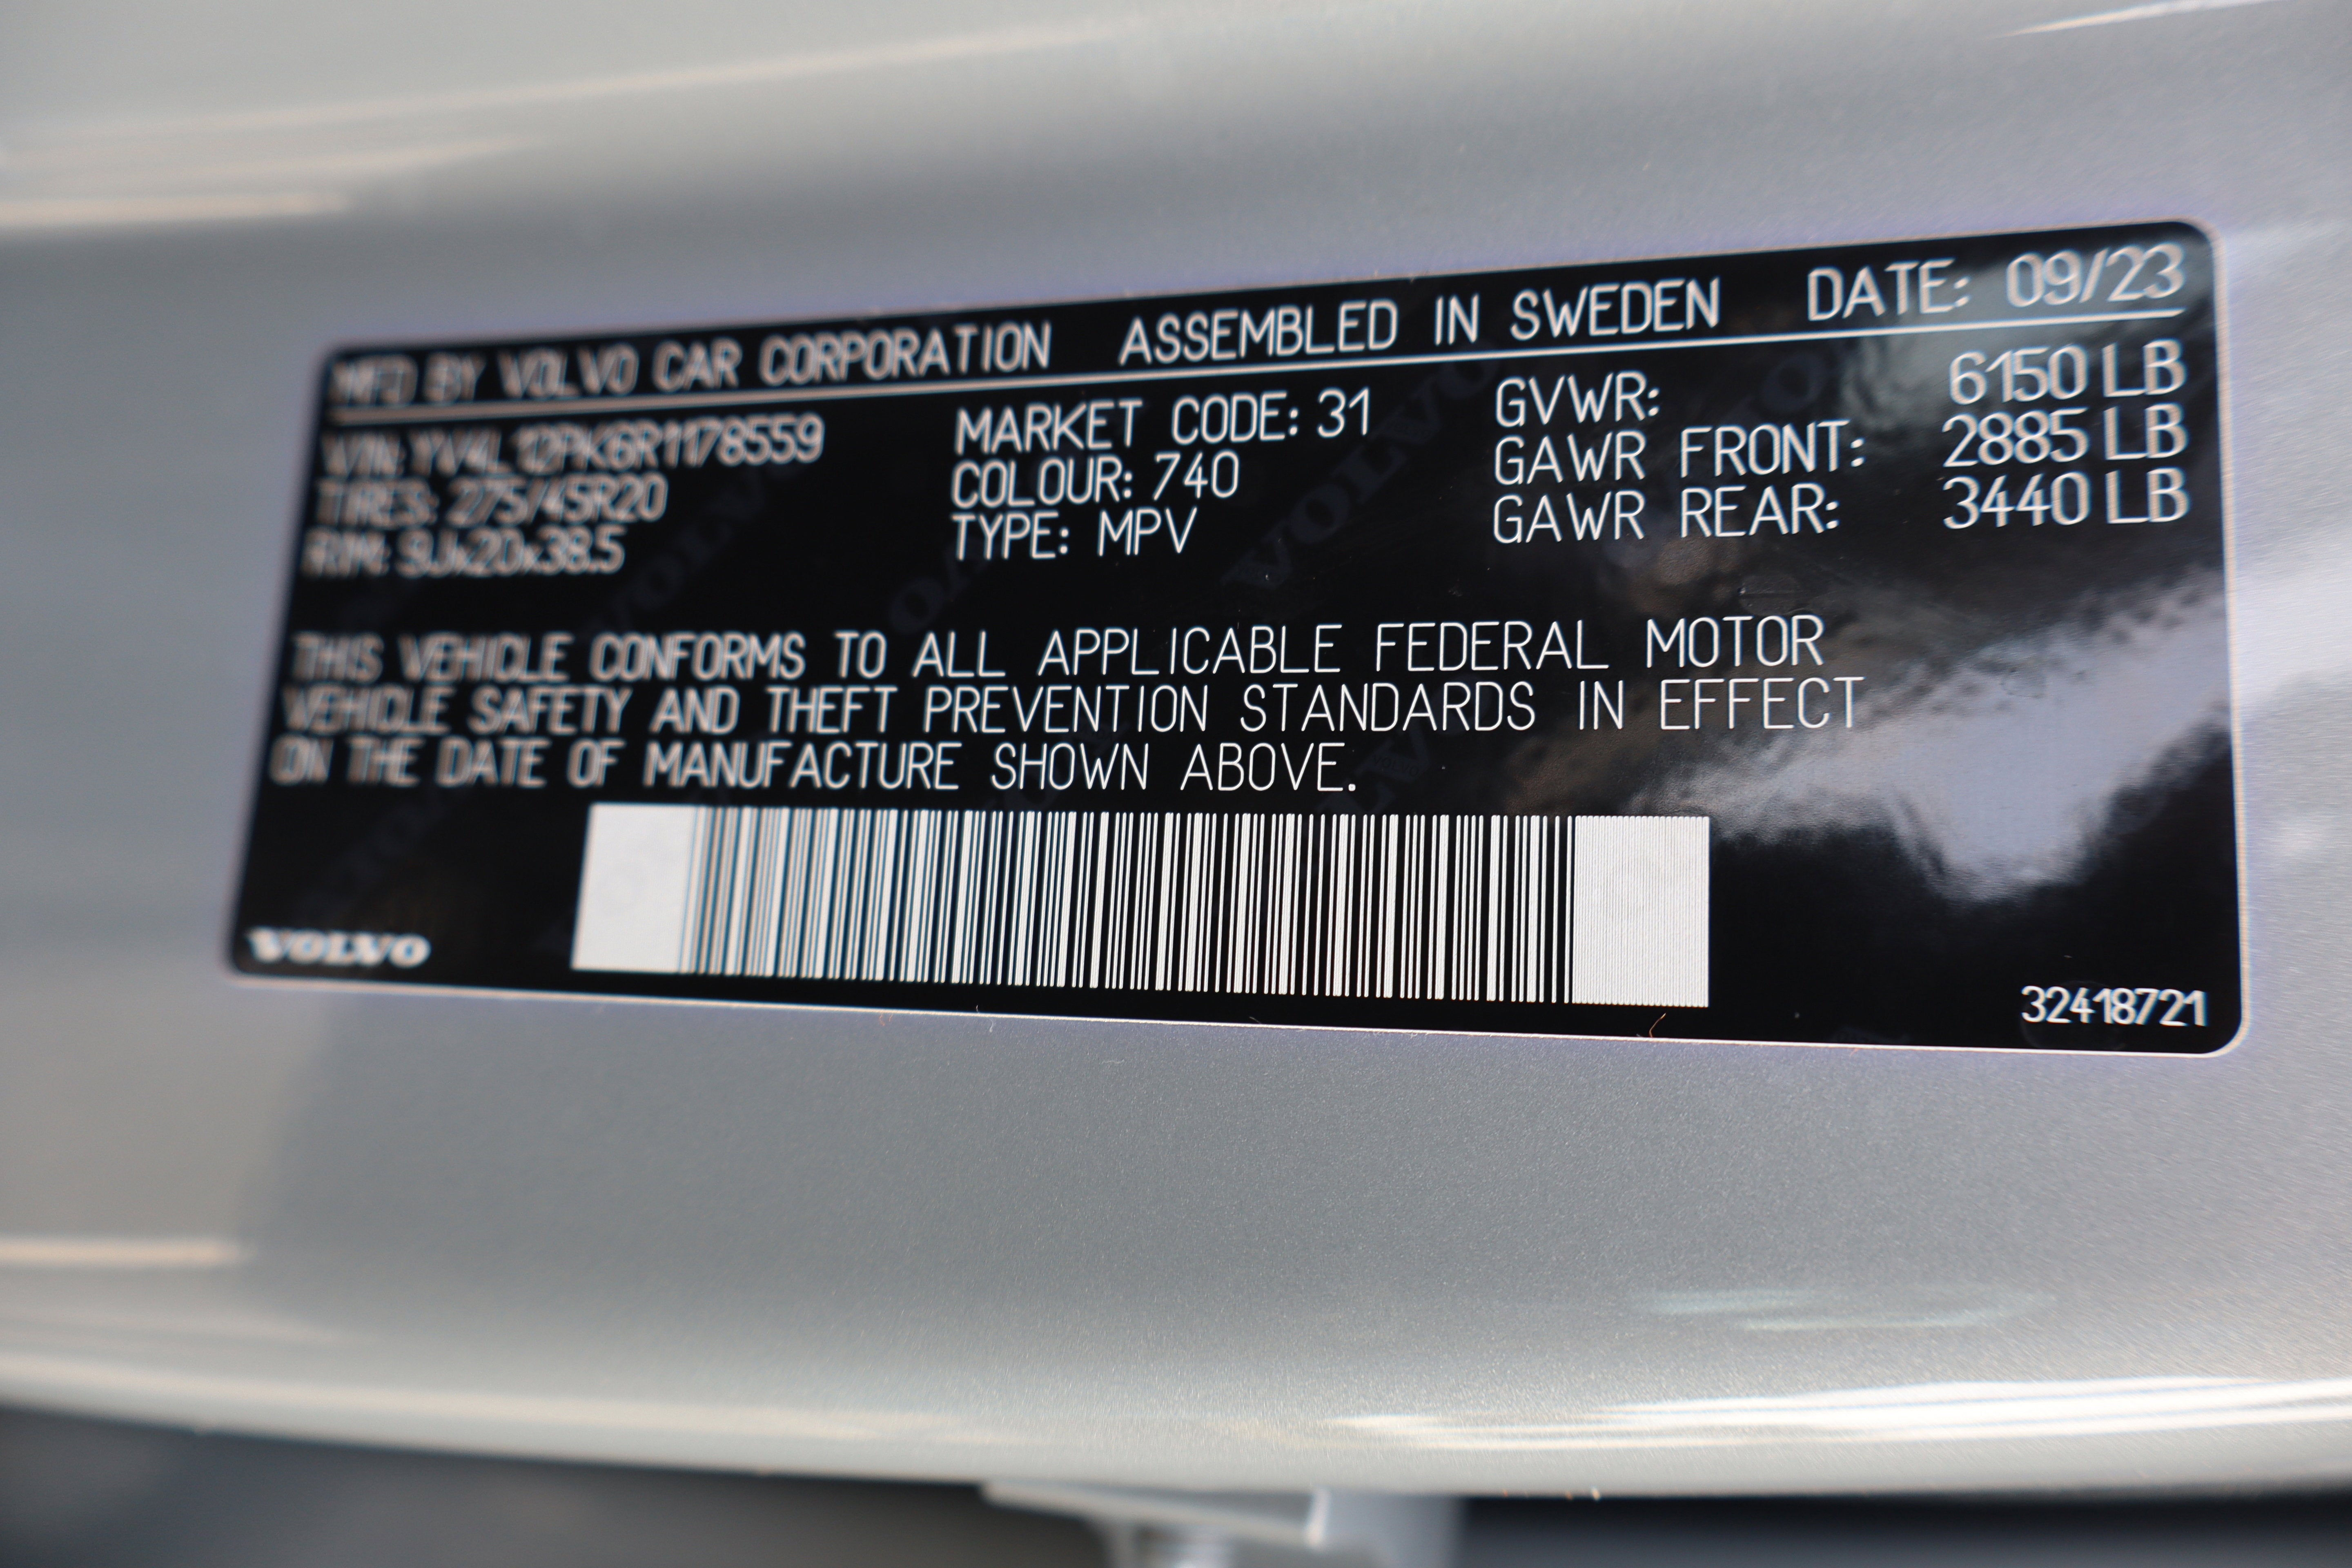 MFD BY VOLVO CAR CORPORATION ASSEMBLED IN SWEDEN DATE: 09/23
VIN: YV4L12PK6R1178559 MARKET CODE: 31 GVWR: 6150 LB
TIRES: 275/45R20 COLOUR: 740 GAWR FRONT: 2885 LB
RIM: 9Jx20x38.5 TYPE: MPV GAWR REAR: 3440 LB
THIS VEHICLE CONFORMS TO ALL APPLICABLE FEDERAL MOTOR
VEHICLE SAFETY AND THEFT PREVENTION STANDARDS IN EFFECT
ON THE DATE OF MANUFACTURE SHOWN ABOVE.
VOLVO
32418721